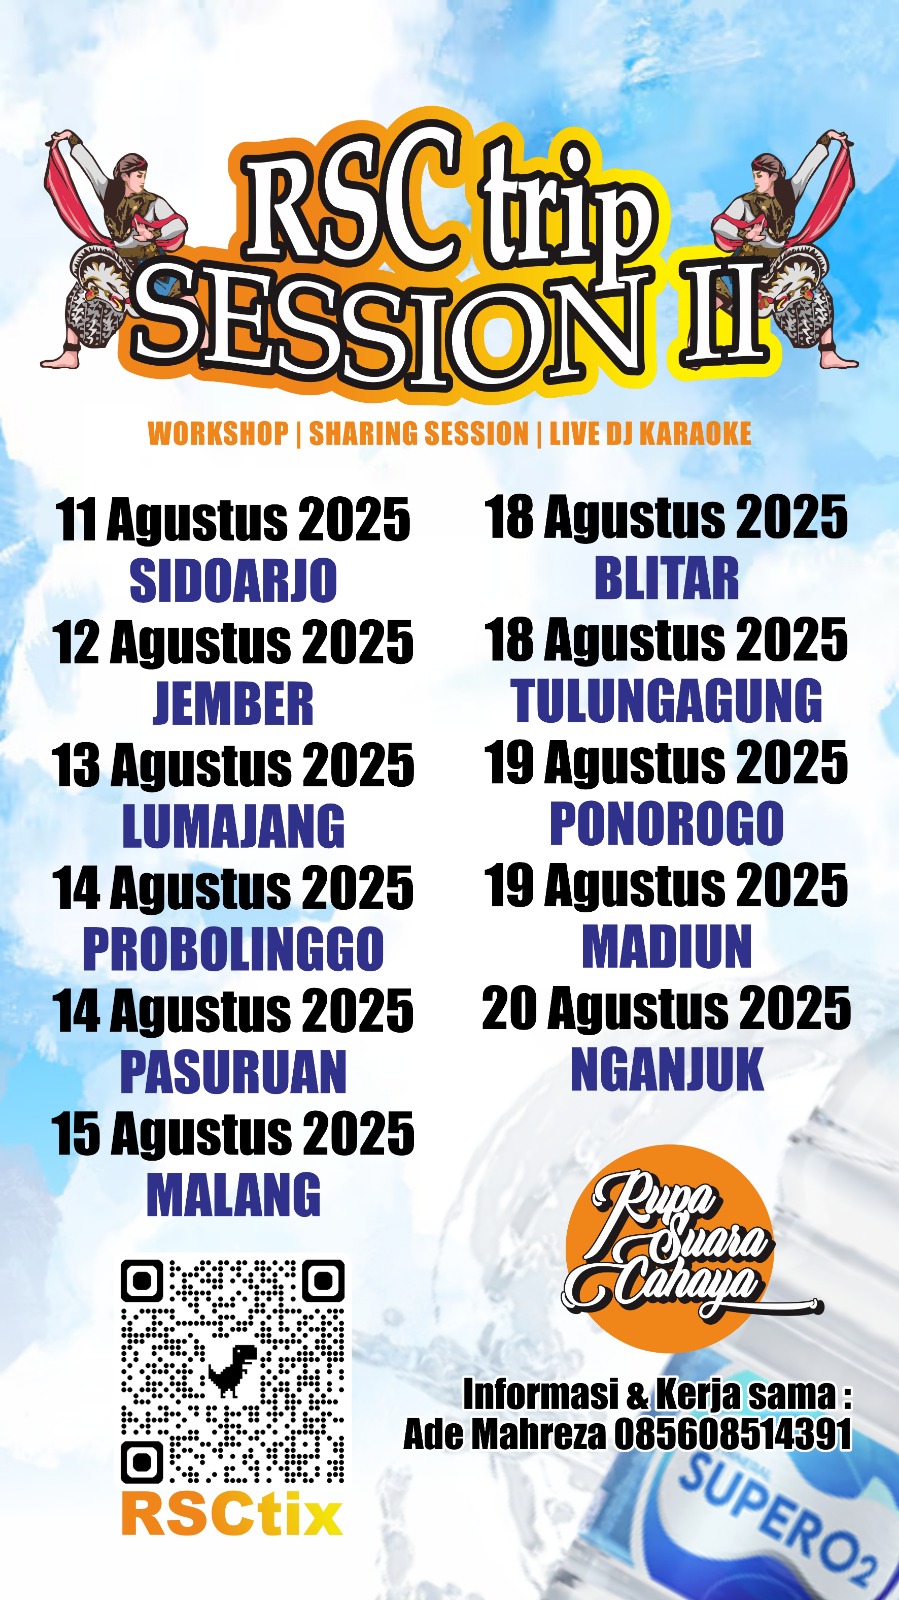 RSC trip
SESSION II
WORKSHOP | SHARING SESSION | LIVE DJ KARAOKE
11 Agustus 2025
SIDOARJO
12 Agustus 2025
JEMBER
13 Agustus 2025
LUMAJANG
14 Agustus 2025
PROBOLINGGO
14 Agustus 2025
PASURUAN
15 Agustus 2025
MALANG
18 Agustus 2025
BLITAR
18 Agustus 2025
TULUNGAGUNG
19 Agustus 2025
PONOROGO
19 Agustus 2025
MADIUN
20 Agustus 2025
NGANJUK
RSCtix
Rupa
Suara
Cahaya
Informasi & Kerja sama :
Ade Mahreza 085608514391
SUPERO2